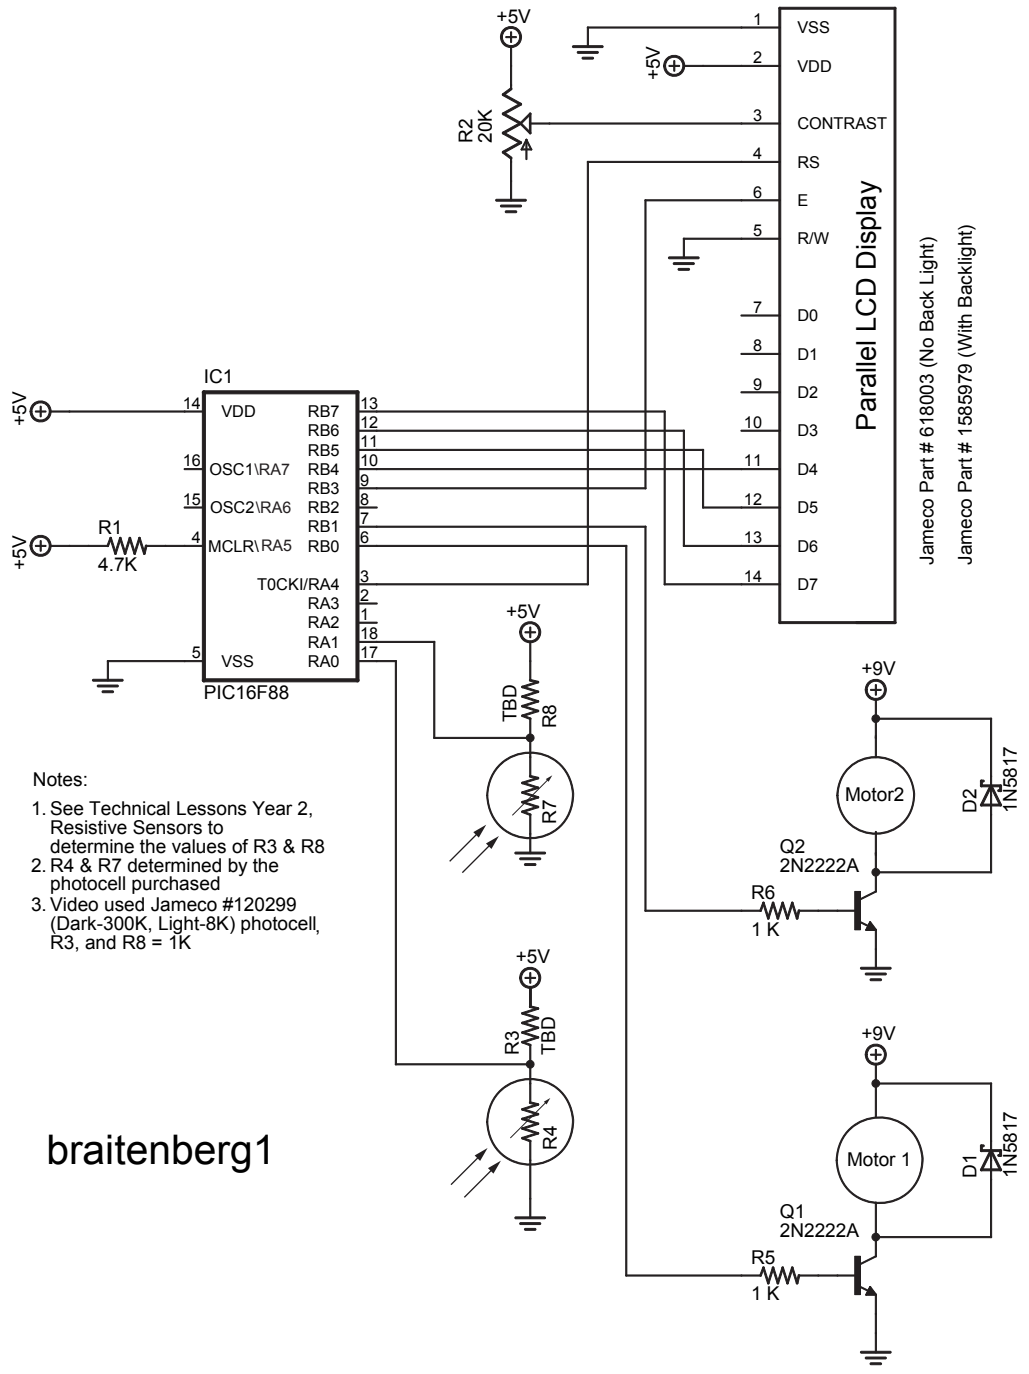 +5V
R2
20K
1
VSS
+5V
2
VDD
3
CONTRAST
4
RS
6
E
5
R/W
7
D0
8
D1
9
D2
10
D3
11
D4
12
D5
13
D6
14
D7
Parallel LCD Display
Jameco Part # 618003 (No Back Light)
Jameco Part # 1585979 (With Backlight)
IC1
+5V
14
VDD
16
OSC1\RA7
15
OSC2\RA6
+5V
R1
4.7K
4
MCLR\RA5
5
VSS
RB7
13
RB6
12
RB5
11
RB4
10
RB3
9
RB2
8
RB1
7
RB0
6
T0CKI/RA4
3
RA3
2
RA2
1
RA1
18
RA0
17
PIC16F88
+5V
TBD
R8
R7
+9V
Motor2
D2
1N5817
Q2
2N2222A
R6
1 K
Notes:
1. See Technical Lessons Year 2,
Resistive Sensors to
determine the values of R3 & R8
2. R4 & R7 determined by the
photocell purchased
3. Video used Jameco #120299
(Dark-300K, Light-8K) photocell,
R3, and R8 = 1K
+5V
R3
TBD
R4
+9V
Motor 1
D1
1N5817
Q1
2N2222A
R5
1 K
braitenberg1